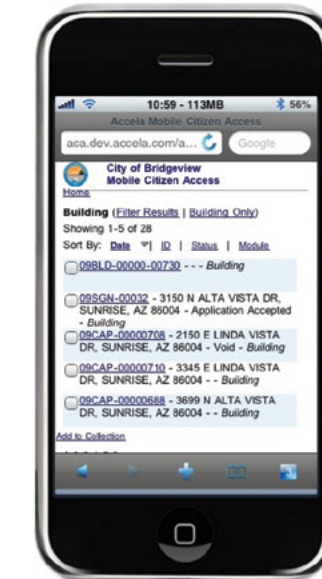 10:59 - 113MB
56%
Accela Mobile Citizen Access
aca.dev.accela.com/a...
Google
City of Bridgeview
Mobile Citizen Access
Home
Building (Filter Results | Building Only)
Showing 1-5 of 28
Sort By: Date | ID | Status | Module
09BLD-00000-00730 - - - Building
09SGN-00032 - 3150 N ALTA VISTA DR,
SUNRISE, AZ 86004 - Application Accepted
- Building
09CAP-00000708 - 2150 E LINDA VISTA
DR, SUNRISE, AZ 86004 - Void - Building
09CAP-00000710 - 3345 E LINDA VISTA
DR, SUNRISE, AZ 86004 - - Building
09CAP-00000688 - 3699 N ALTA VISTA
DR, SUNRISE, AZ 86004 - - Building
Add to Collection
3